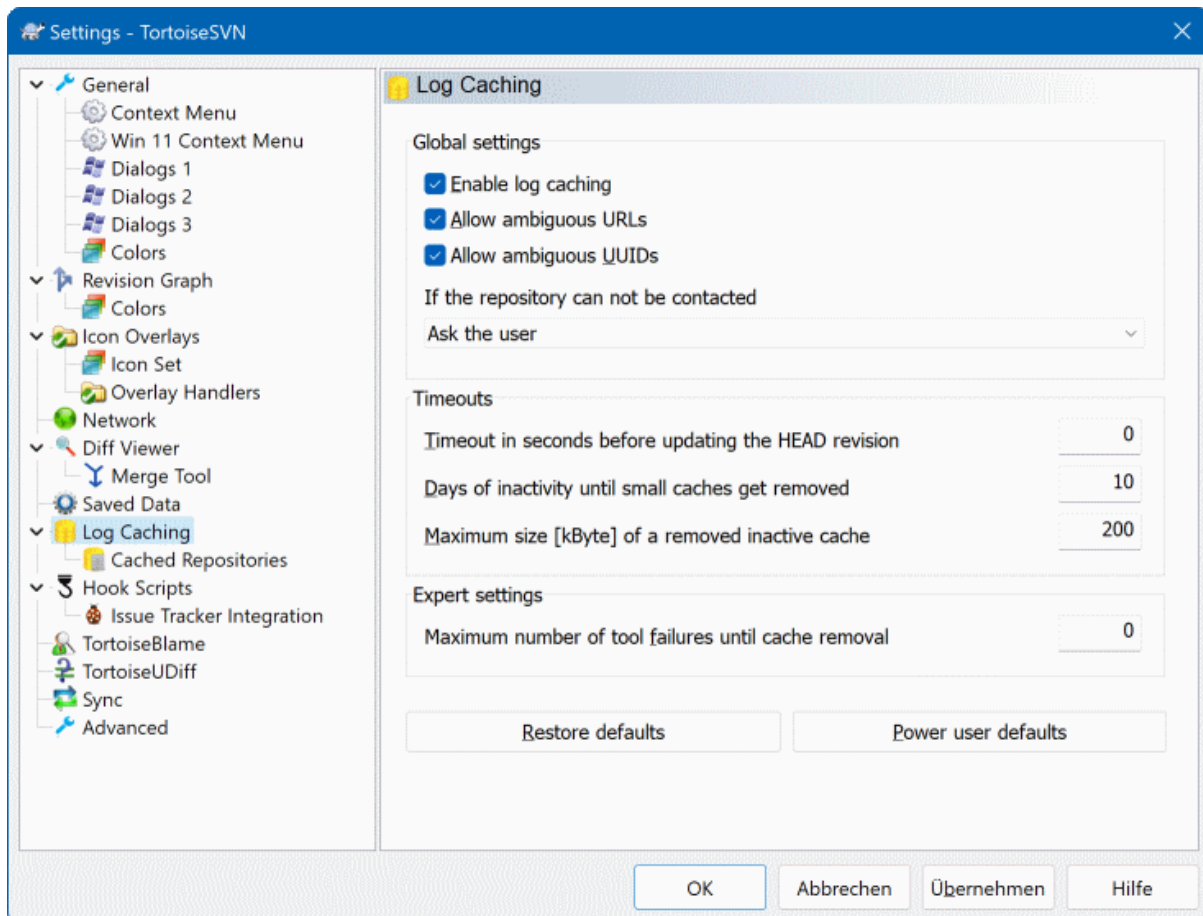 Settings - TortoiseSVN
General
Context Menu
Win 11 Context Menu
Dialogs 1
Dialogs 2
Dialogs 3
Colors
Revision Graph
Colors
Icon Overlays
Icon Set
Overlay Handlers
Network
Diff Viewer
Merge Tool
Saved Data
Log Caching
Cached Repositories
Hook Scripts
Issue Tracker Integration
TortoiseBlame
TortoiseUDiff
Sync
Advanced
Log Caching
Global settings
Enable log caching
Allow ambiguous URLs
Allow ambiguous UUIDs
If the repository can not be contacted
Ask the user
Timeouts
Timeout in seconds before updating the HEAD revision 0
Days of inactivity until small caches get removed 10
Maximum size [kByte] of a removed inactive cache 200
Expert settings
Maximum number of tool failures until cache removal 0
Restore defaults Power user defaults
OK Abbrechen Übernehmen Hilfe